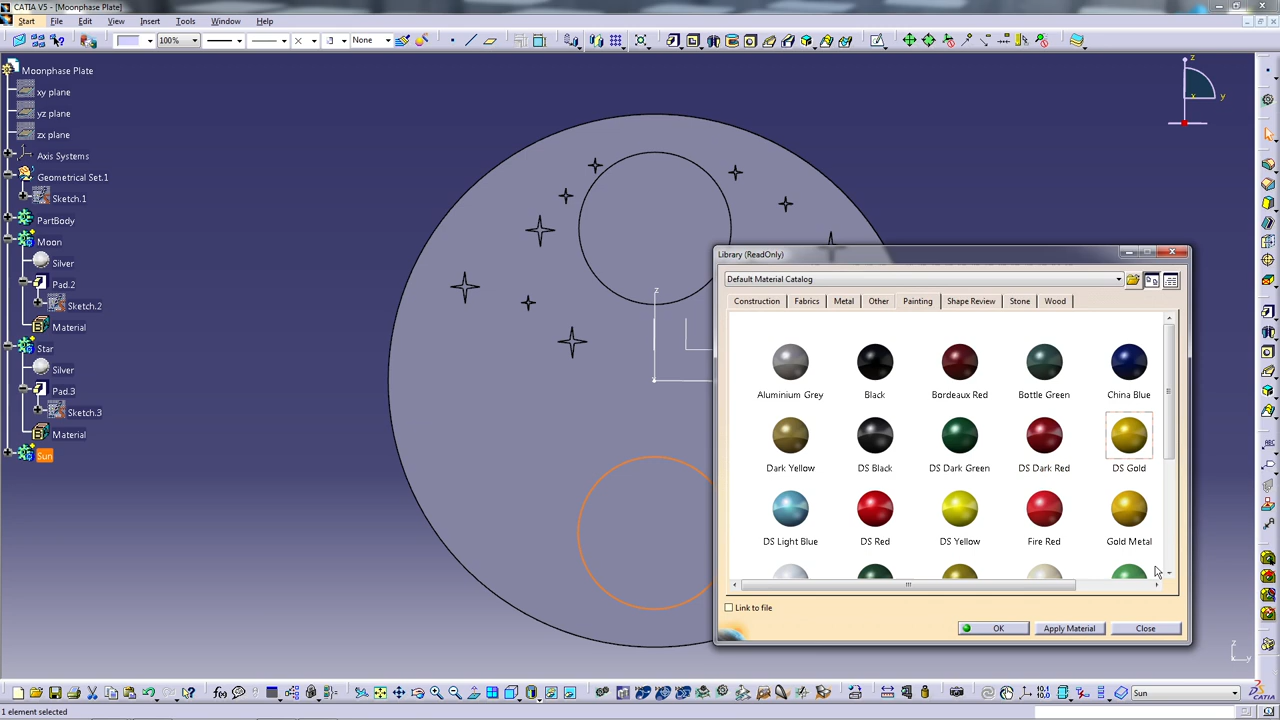 CATIA V5 - [Moonphase Plate]
Start File Edit View Insert Tools Window Help
100% None
Moonphase Plate
xy plane
yz plane
zx plane
Axis Systems
Geometrical Set.1
Sketch.1
PartBody
Moon
Silver
Pad.2
Sketch.2
Material
Star
Silver
Pad.3
Sketch.3
Material
Sun
z
x
y
z
Library (ReadOnly)
Default Material Catalog
Construction Fabrics Metal Other Painting Shape Review Stone Wood
Aluminium Grey Black Bordeaux Red Bottle Green China Blue
Dark Yellow DS Black DS Dark Green DS Dark Red DS Gold
DS Light Blue DS Red DS Yellow Fire Red Gold Metal
Link to file
OK Apply Material Close
z
y
Sun
CATIA
1 element selected